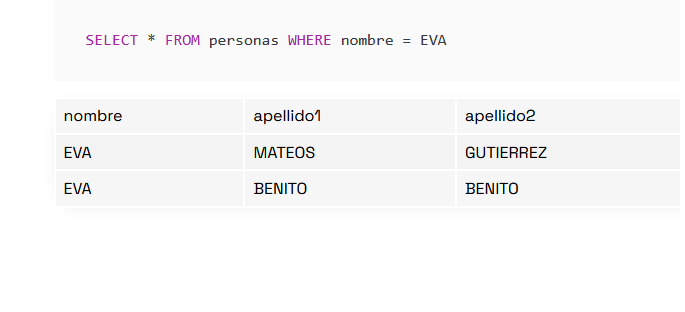 SELECT * FROM personas WHERE nombre = EVA
nombre apellido1 apellido2
EVA MATEOS GUTIERREZ
EVA BENITO BENITO